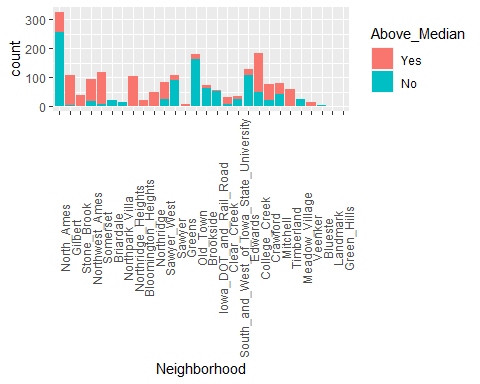 Above_Median
Yes
No
count
300
200
100
0
North_Ames
Gilbert
Stone_Brook
Northwest_Ames
Somerset
Briardale
Northpark_Villa
Northridge_Heights
Bloomington_Heights
Northridge
Sawyer_West
Sawyer
Greens
Old_Town
Brookside
Iowa_DOT_and_Rail_Road
Clear_Creek
South_and_West_of_Iowa_State_University
Edwards
College_Creek
Crawford
Mitchell
Timberland
Meadow_Village
Veenker
Blueste
Landmark
Green_Hills
Neighborhood